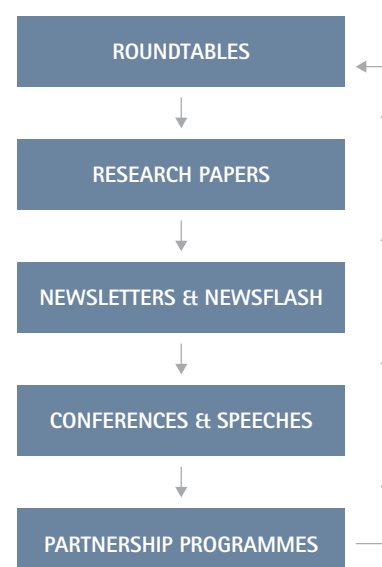 ROUNDTABLES
RESEARCH PAPERS
NEWSLETTERS & NEWSFLASH
CONFERENCES & SPEECHES
PARTNERSHIP PROGRAMMES